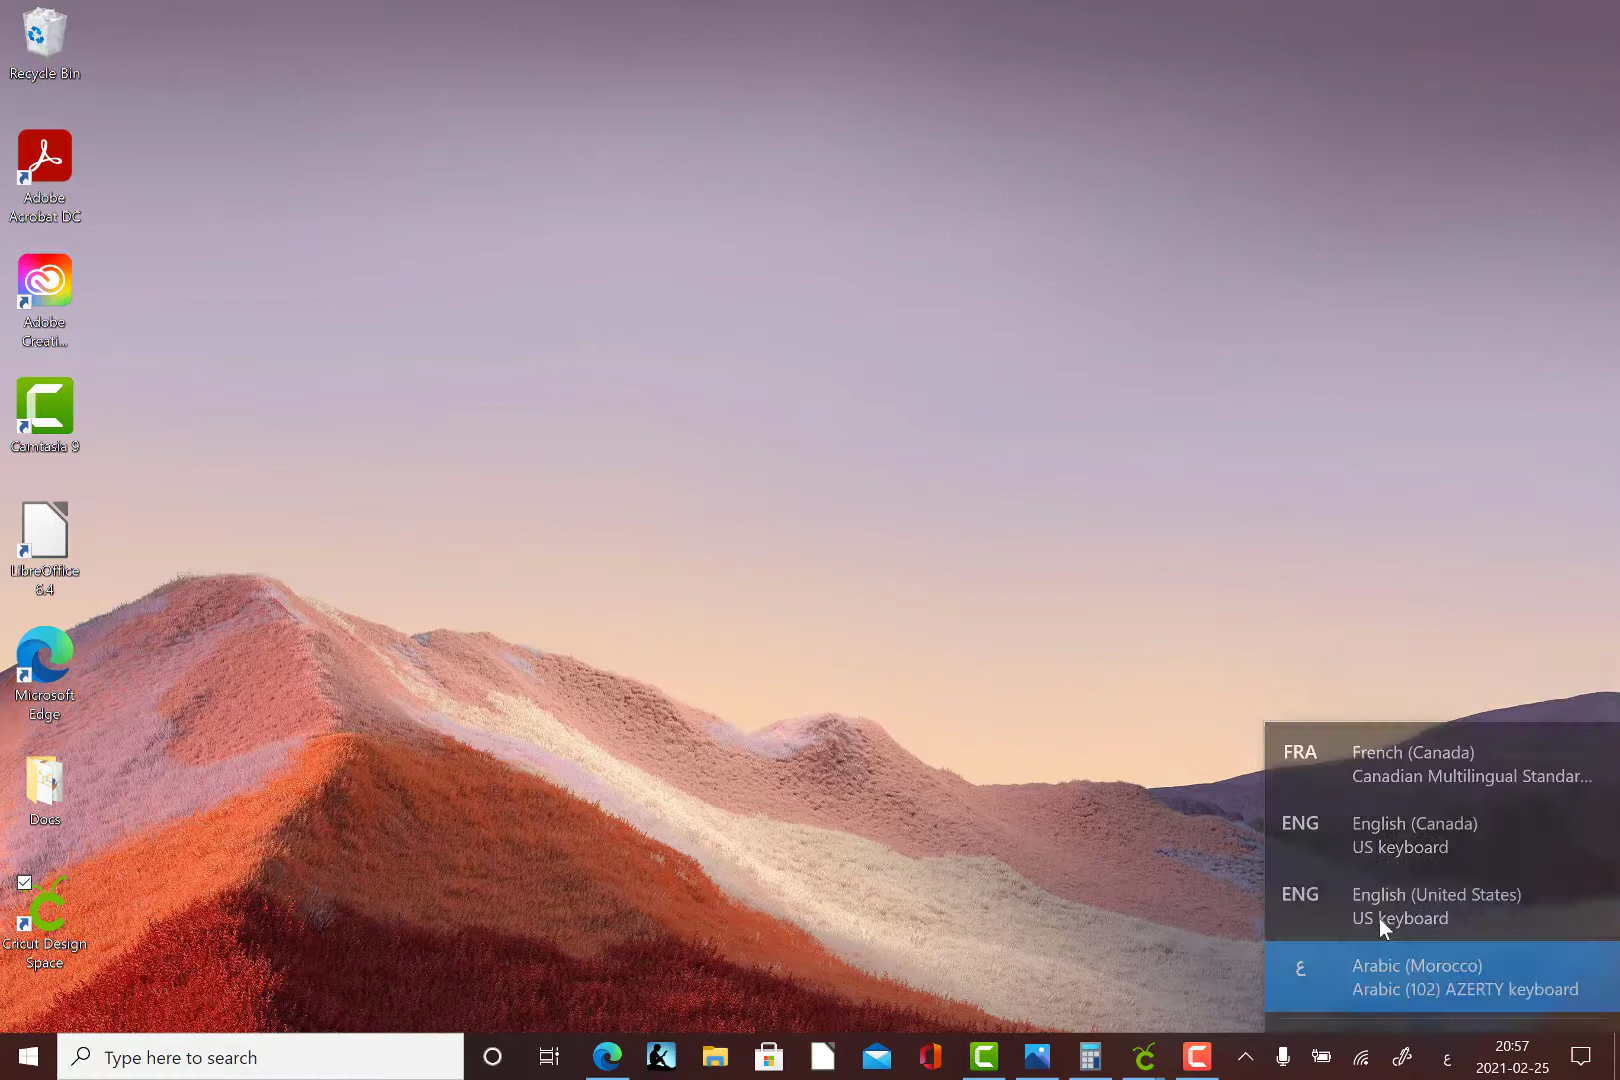 Recycle Bin
Adobe
Acrobat DC
Adobe
Creati...
Camtasia 9
LibreOffice
6.4
Microsoft
Edge
Docs
Cricut Design
Space
FRA French (Canada)
Canadian Multilingual Standar...
ENG English (Canada)
US keyboard
ENG English (United States)
US keyboard
ع Arabic (Morocco)
Arabic (102) AZERTY keyboard
Type here to search
ع
20:57
2021-02-25